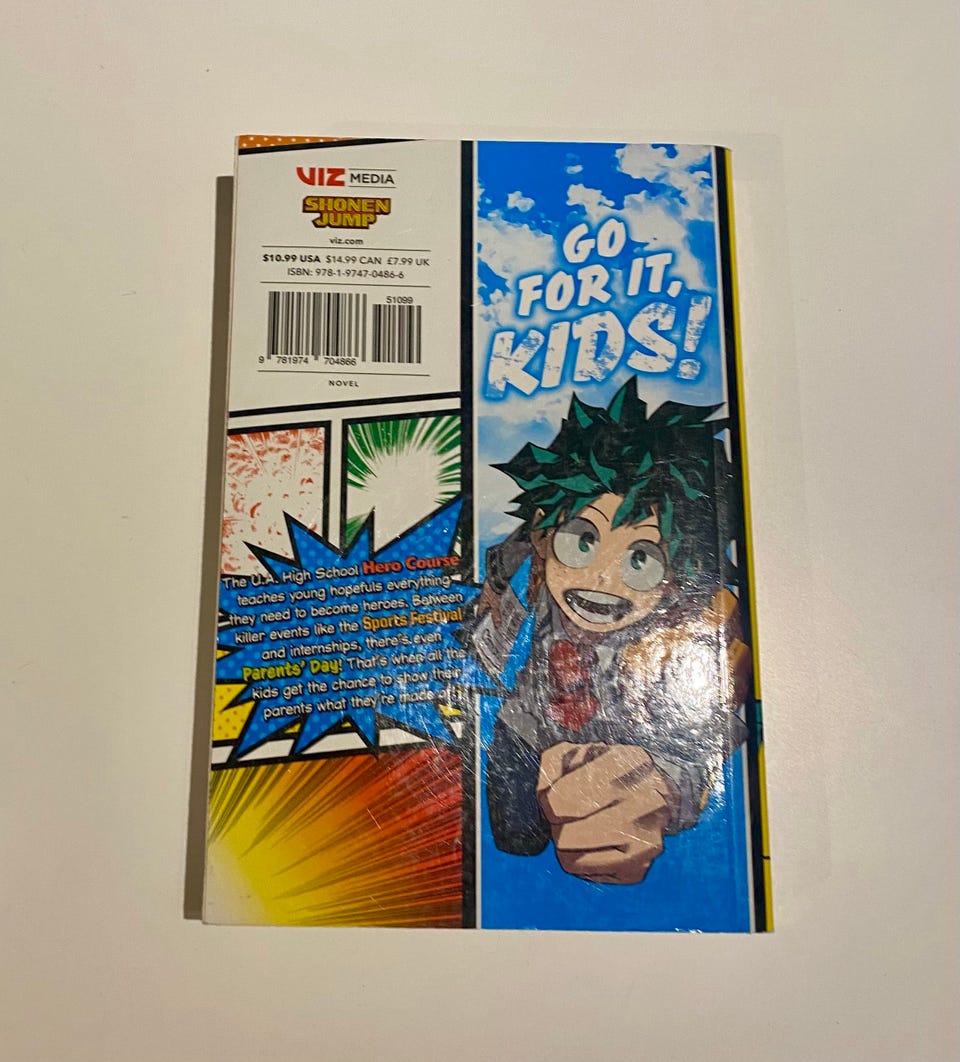 VIZ MEDIA
SHONEN
JUMP
viz.com
$10.99 USA $14.99 CAN £7.99 UK
ISBN: 978-1-9747-0486-6
51099
9 781974 704866
NOVEL
The U.A. High School Hero Course
teaches young hopefuls everything
they need to become heroes. Between
killer events like the Sports Festival
and internships, there's even
Parents' Day! That's when all the
kids get the chance to show their
parents what they're made of!
GO
FOR IT,
KIDS!